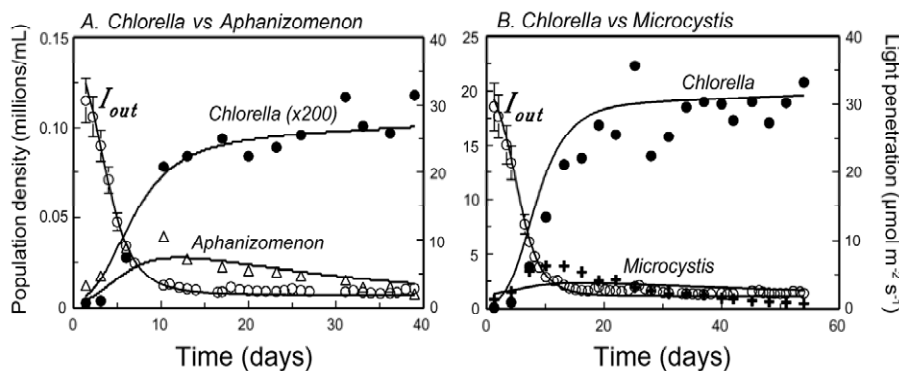 A. Chlorella vs Aphanizomenon
B. Chlorella vs Microcystis
Population density (millions/mL)
0.15
0.10
0.05
0
40
30
20
10
0
I out
Chlorella (x200)
Aphanizomenon
0
10
20
30
40
Time (days)
25
20
15
10
5
0
40
30
20
10
0
I out
Chlorella
Microcystis
0
20
40
60
Time (days)
Light penetration (μmol m⁻² s⁻¹)